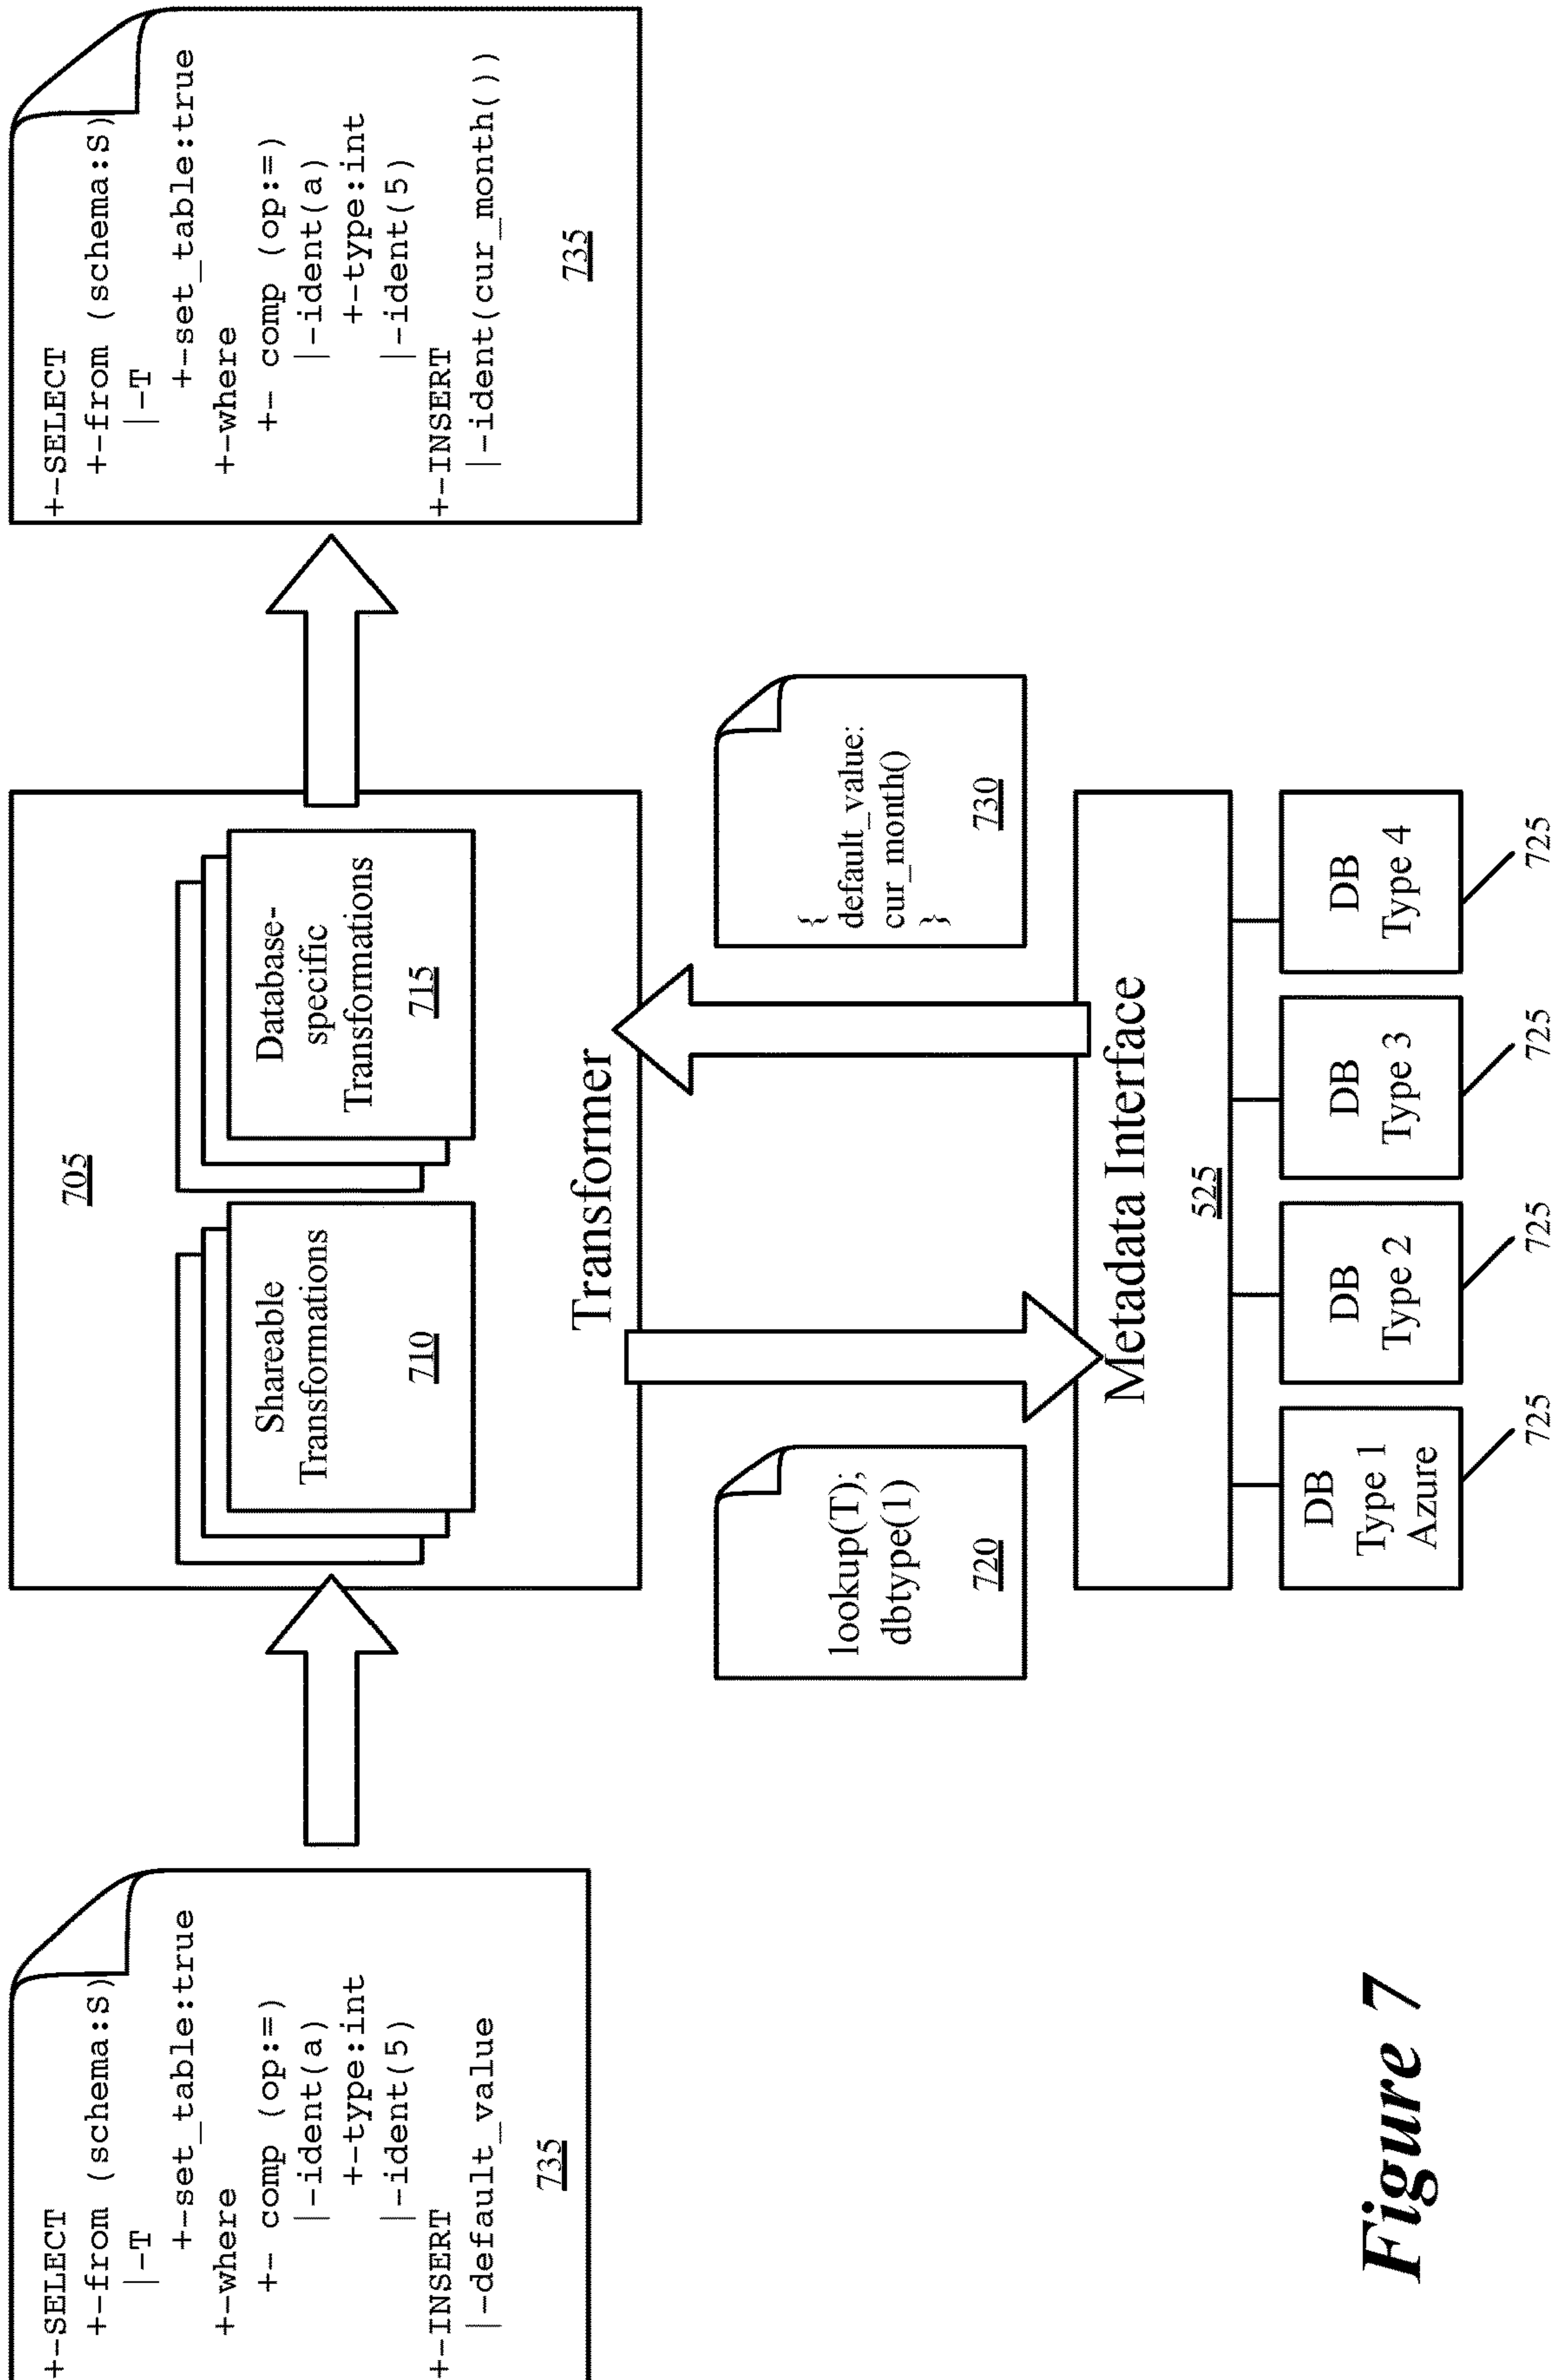 +-SELECT
+-from (schema:S)
|-T
+-set_table:true
+-where
+- comp (op:=)
|-ident(a)
+-type:int
|-ident(5)
+-INSERT
|-default_value
735
705
Shareable
Transformations
710
Database-
specific
Transformations
715
Transformer
+-SELECT
+-from (schema:S)
|-T
+-set_table:true
+-where
+- comp (op:=)
|-ident(a)
+-type:int
|-ident(5)
+-INSERT
|-ident(cur_month())
735
lookup(T);
dbtype(1)
720
{
default_value:
cur_month()
}
730
Metadata Interface
525
DB
Type 1
Azure
725
DB
Type 2
725
DB
Type 3
725
DB
Type 4
725
Figure 7